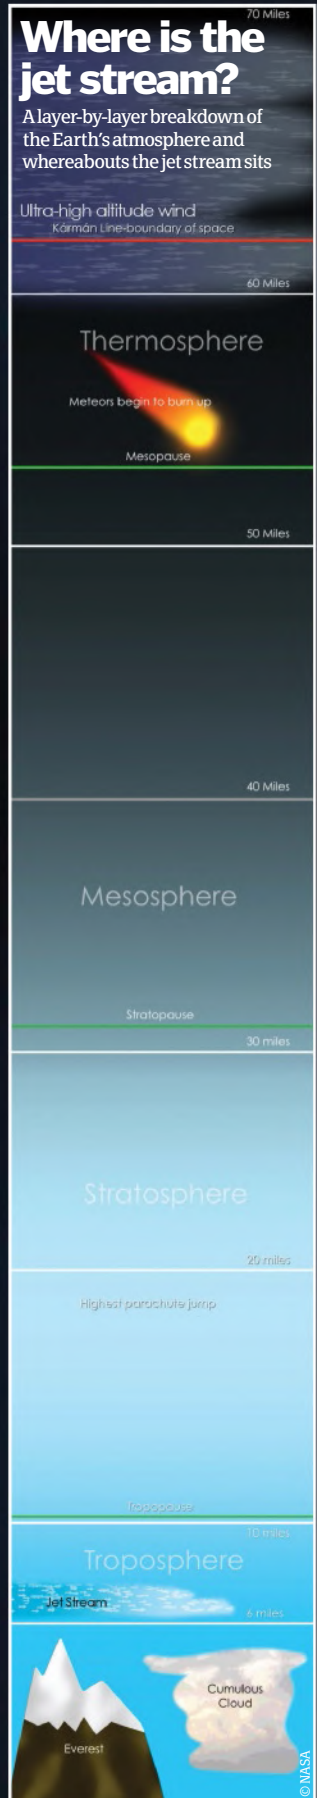 70 Miles
Where is the
jet stream?
A layer-by-layer breakdown of
the Earth's atmosphere and
whereabouts the jet stream sits
Ultra-high altitude wind
Kármán Line-boundary of space
60 Miles
Thermosphere
Meteors begin to burn up
Mesopause
50 Miles
40 Miles
Mesosphere
Stratopause
30 miles
Stratosphere
20 miles
Highest parachute jump
Tropopause
10 miles
Troposphere
Jet Stream
6 miles
Cumulous
Cloud
Everest
© NASA